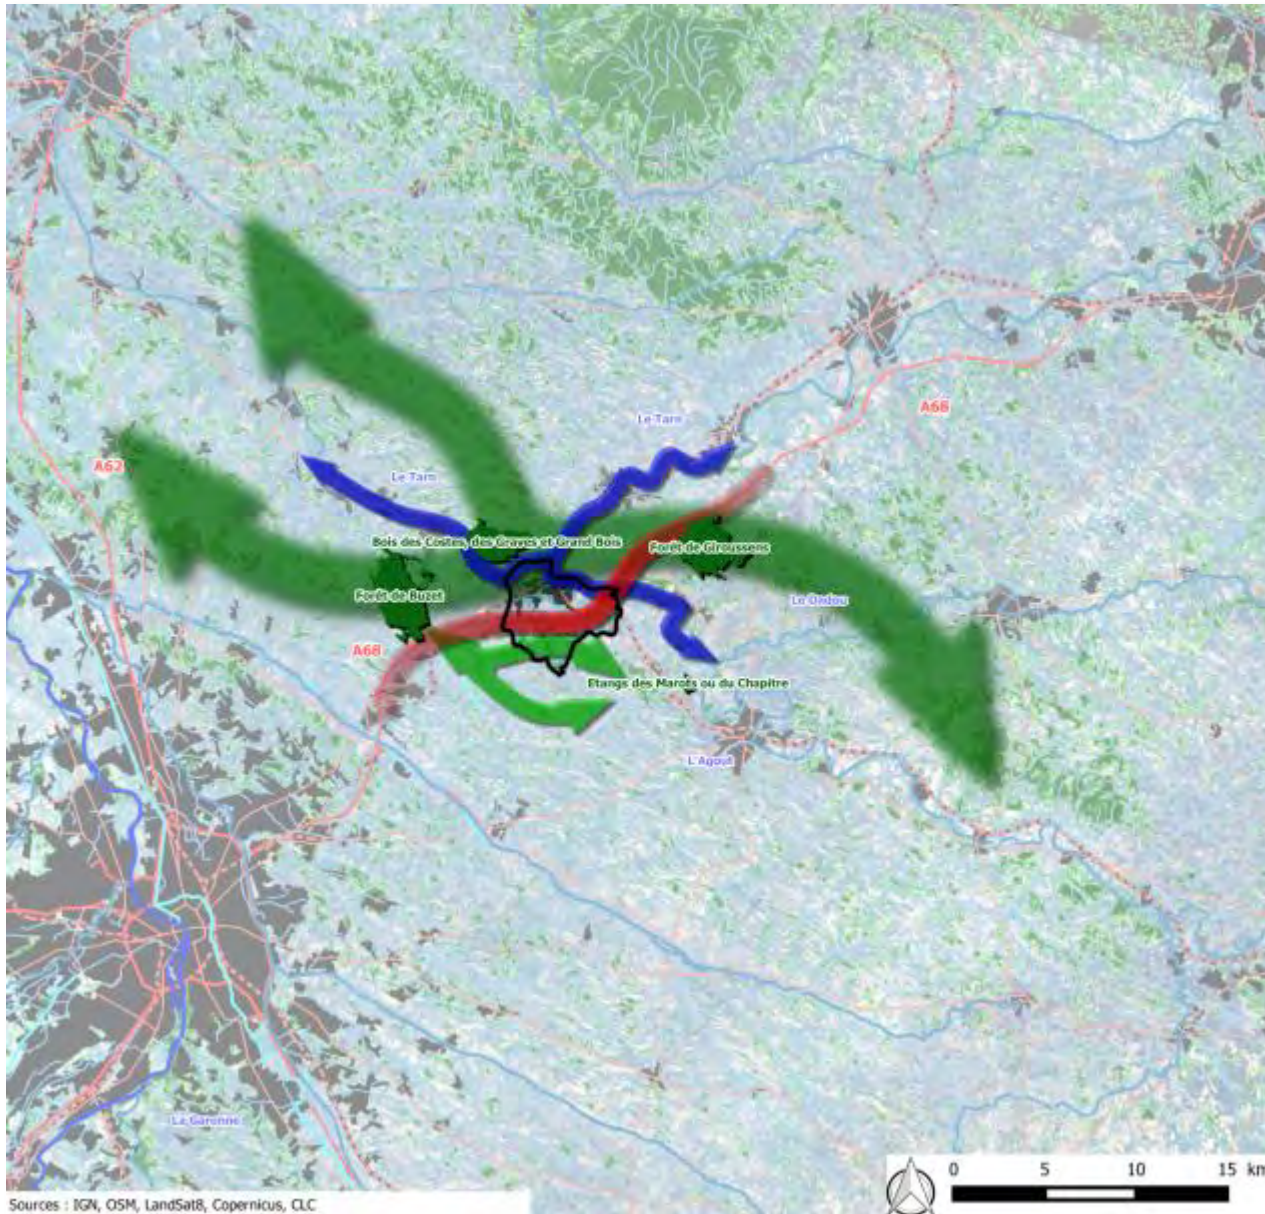 Le Tarn
A68
A62
Le Tarn
Bois des Costes, des Graves et Grand Bois
Forêt de Giroussens
Forêt de Buzet
Le Dadou
A68
Etangs des Marots ou du Chapitre
L'Agout
La Garonne
0 5 10 15 km
Sources : IGN, OSM, LandSat8, Copernicus, CLC